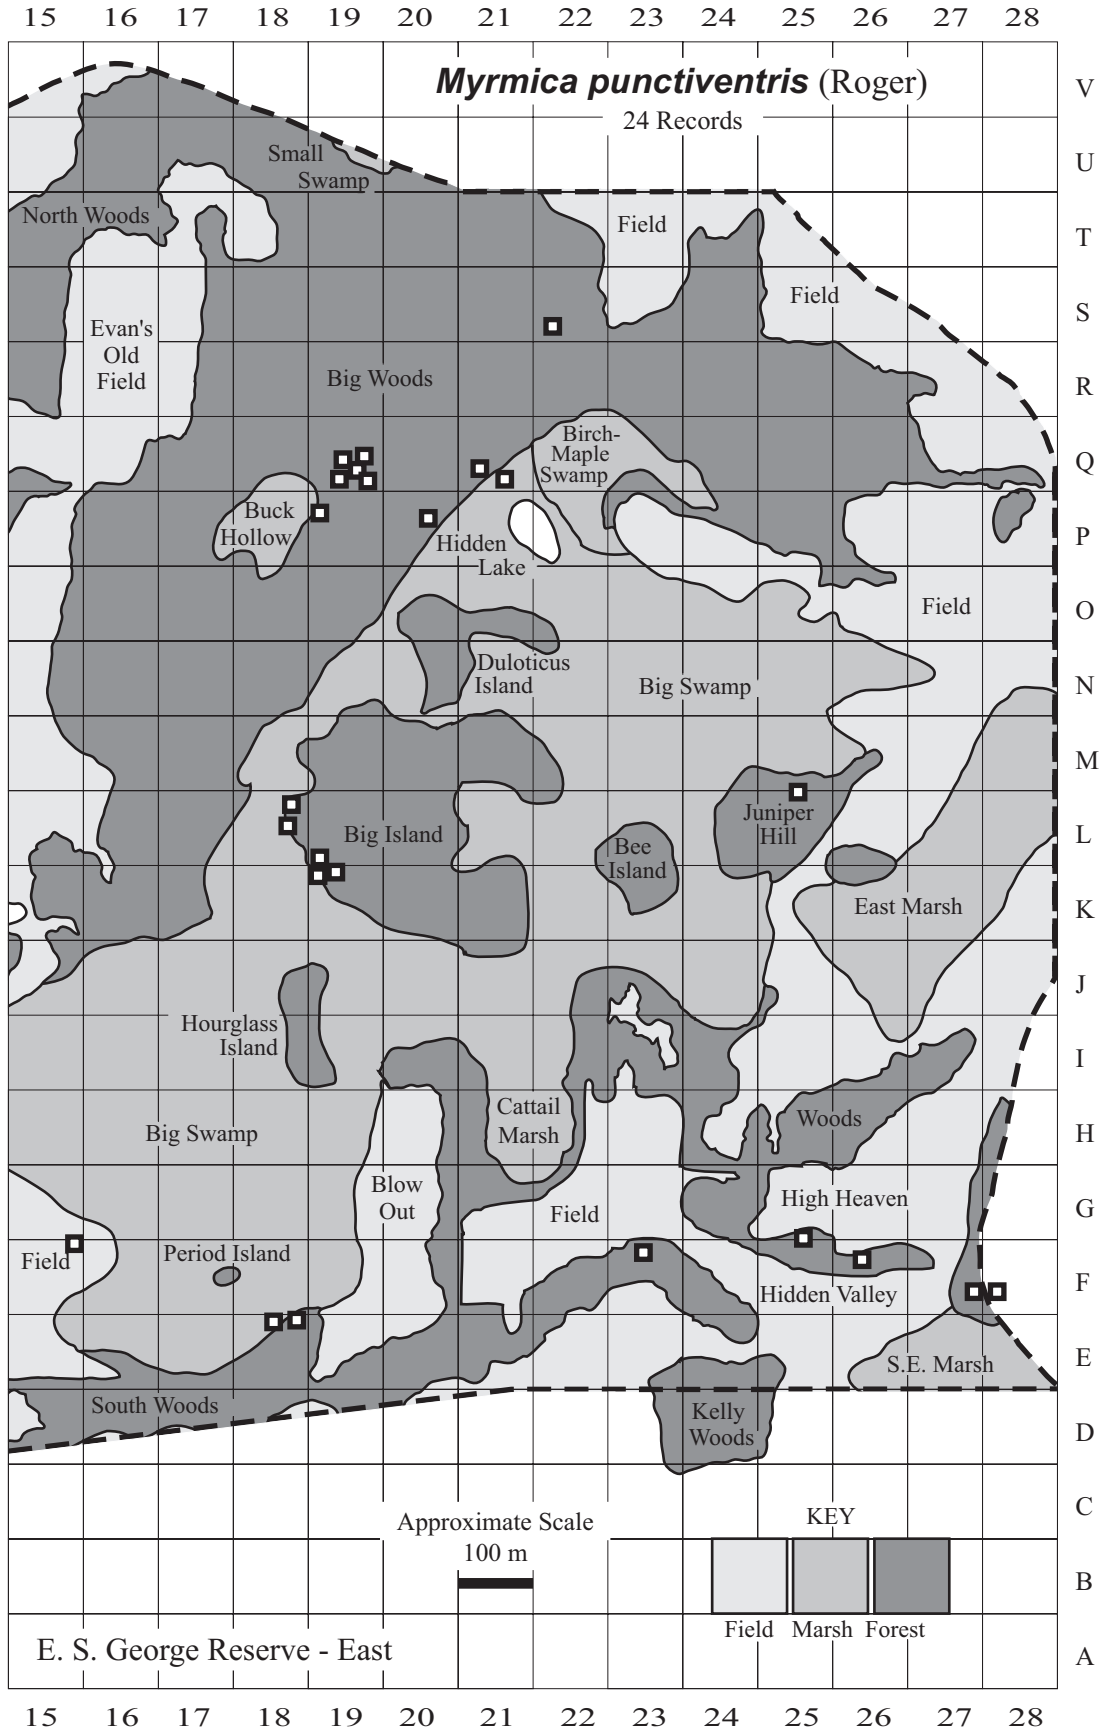 15 16 17 18 19 20 21 22 23 24 25 26 27 28
Myrmica punctiventris (Roger)
24 Records
V
U
T
S
R
Q
P
O
N
M
L
K
J
I
H
G
F
E
D
C
B
A
Small
Swamp
North Woods
Field
Field
Evan's
Old
Field
Big Woods
Birch-
Maple
Swamp
Buck
Hollow
Hidden
Lake
Field
Duloticus
Island
Big Swamp
Juniper
Hill
Big Island
Bee
Island
East Marsh
Hourglass
Island
Cattail
Marsh
Woods
Big Swamp
Blow
Out
High Heaven
Field
Field
Period Island
Hidden Valley
S.E. Marsh
South Woods
Kelly
Woods
Approximate Scale
100 m
KEY
Field Marsh Forest
E. S. George Reserve - East
15 16 17 18 19 20 21 22 23 24 25 26 27 28